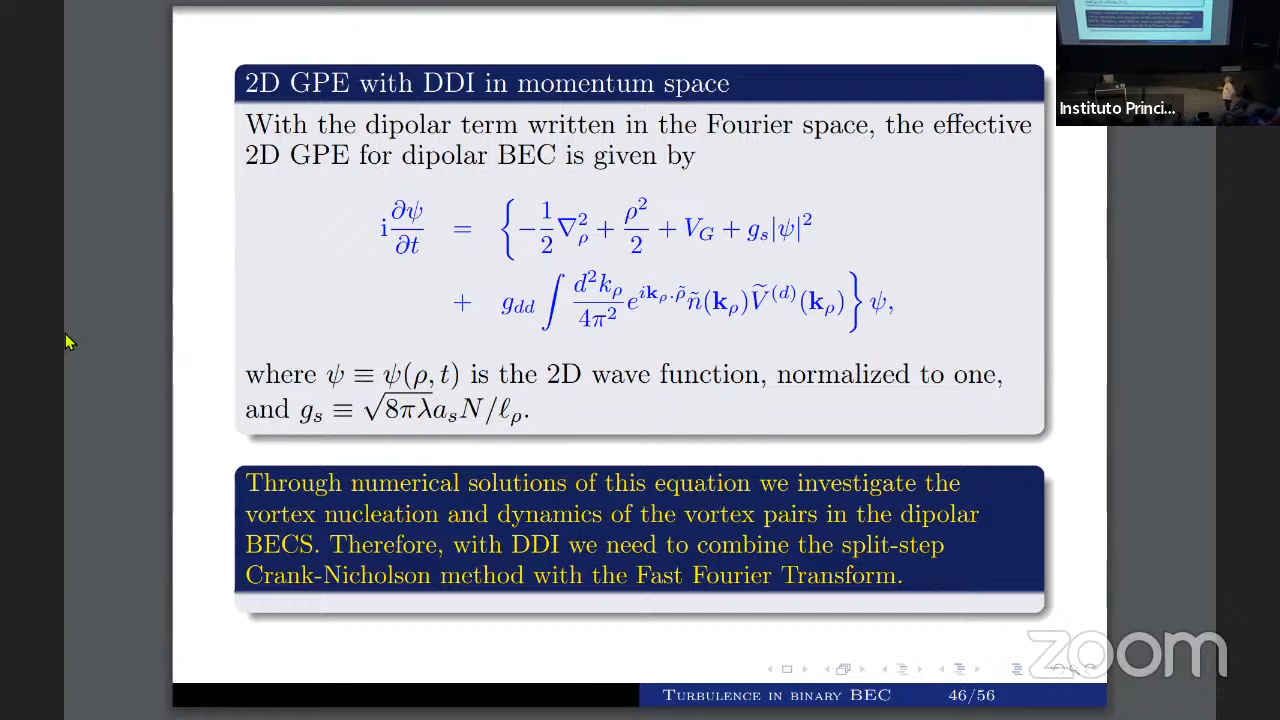 2D GPE with DDI in momentum space
With the dipolar term written in the Fourier space, the effective
2D GPE for dipolar BEC is given by
i ∂ψ/∂t = { −1/2 ∇²_ρ + ρ²/2 + V_G + g_s|ψ|²
+ g_dd ∫ d²k_ρ/4π² e^{i𝐤_ρ.ρ̃} ñ(𝐤_ρ) Ṽ^(d)(𝐤_ρ) } ψ,
where ψ ≡ ψ(ρ, t) is the 2D wave function, normalized to one,
and g_s ≡ √8πλ a_s N/ℓ_ρ.
Through numerical solutions of this equation we investigate the
vortex nucleation and dynamics of the vortex pairs in the dipolar
BECS. Therefore, with DDI we need to combine the split-step
Crank-Nicholson method with the Fast Fourier Transform.
Turbulence in binary BEC 46/56
Instituto Princi...
zoom